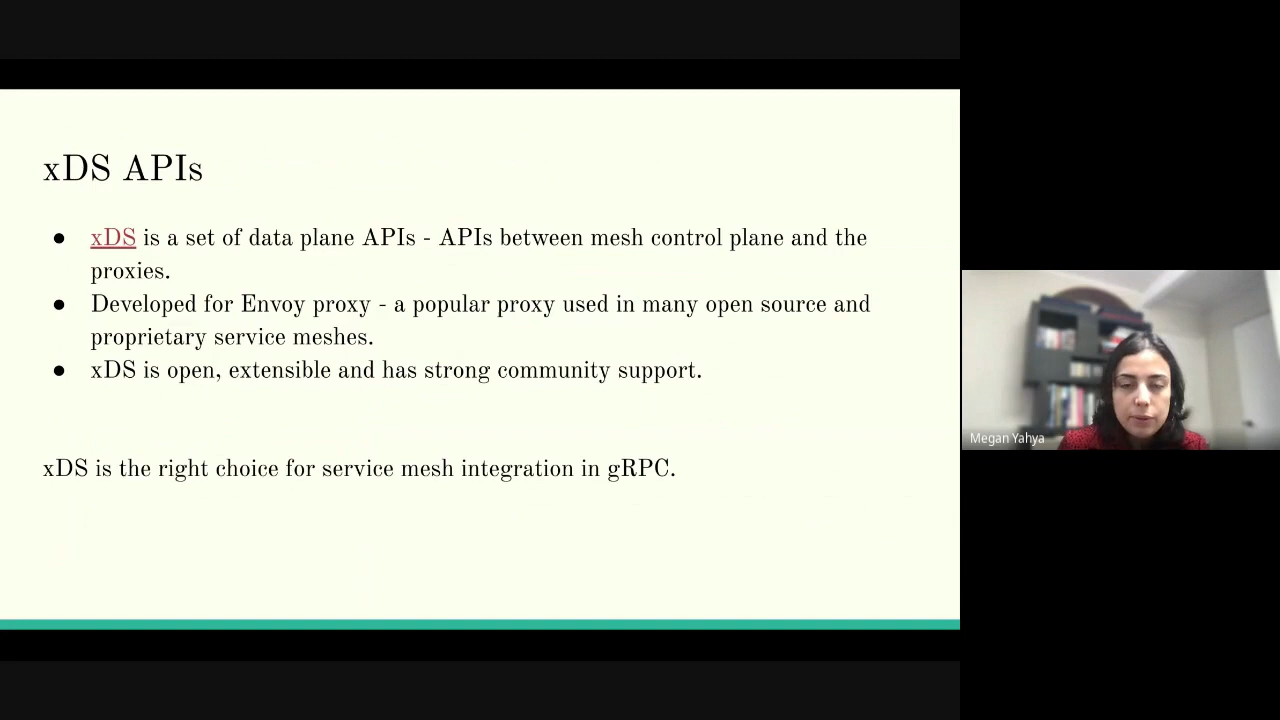 xDS APIs
● xDS is a set of data plane APIs - APIs between mesh control plane and the
proxies.
● Developed for Envoy proxy - a popular proxy used in many open source and
proprietary service meshes.
● xDS is open, extensible and has strong community support.
xDS is the right choice for service mesh integration in gRPC.
Megan Yahya